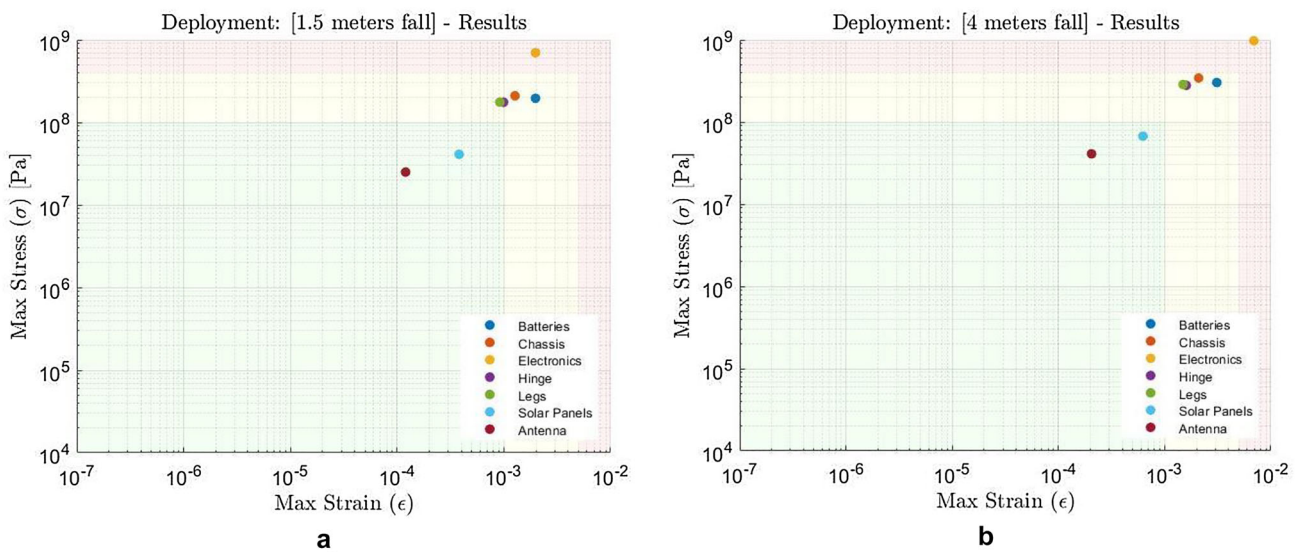 Deployment: [1.5 meters fall] - Results
10^9
10^8
10^7
10^6
10^5
10^4
Max Stress (σ) [Pa]
Batteries
Chassis
Electronics
Hinge
Legs
Solar Panels
Antenna
10^-7
10^-6
10^-5
10^-4
10^-3
10^-2
Max Strain (ϵ)
a
Deployment: [4 meters fall] - Results
10^9
10^8
10^7
10^6
10^5
10^4
Max Stress (σ) [Pa]
Batteries
Chassis
Electronics
Hinge
Legs
Solar Panels
Antenna
10^-7
10^-6
10^-5
10^-4
10^-3
10^-2
Max Strain (ϵ)
b